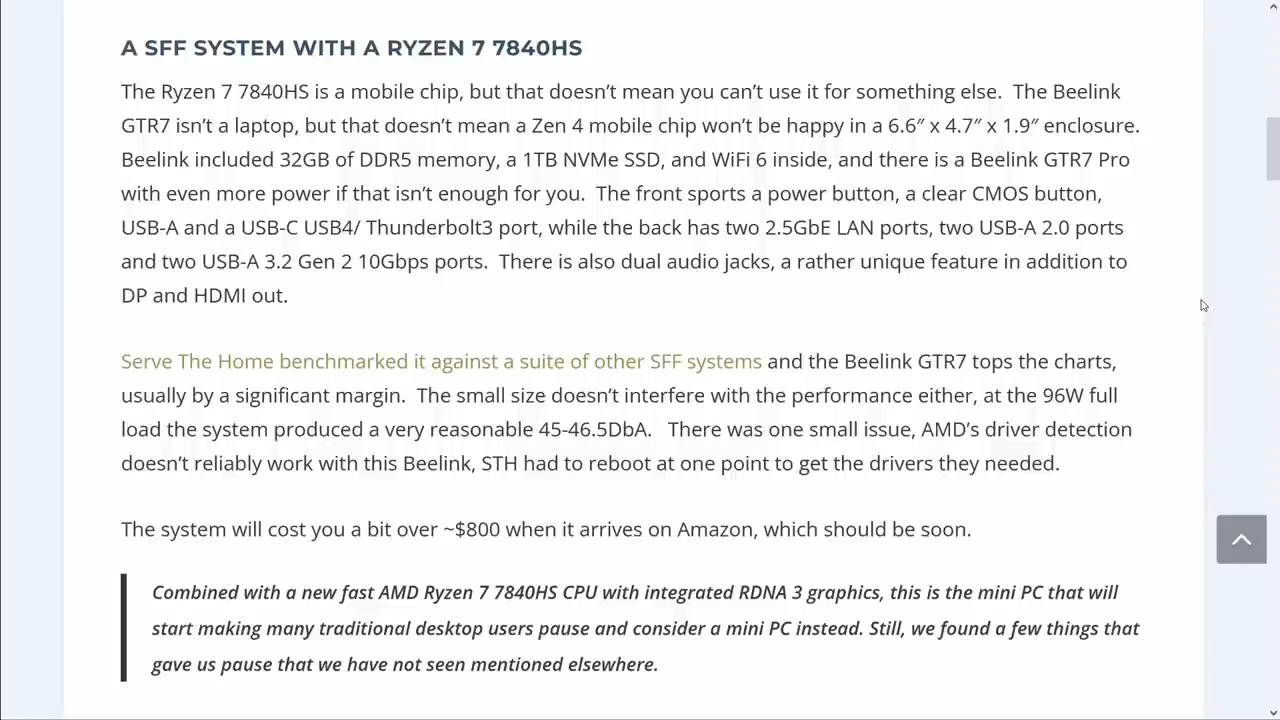 A SFF SYSTEM WITH A RYZEN 7 7840HS
The Ryzen 7 7840HS is a mobile chip, but that doesn’t mean you can’t use it for something else.  The Beelink
GTR7 isn’t a laptop, but that doesn’t mean a Zen 4 mobile chip won’t be happy in a 6.6″ x 4.7″ x 1.9″ enclosure.
Beelink included 32GB of DDR5 memory, a 1TB NVMe SSD, and WiFi 6 inside, and there is a Beelink GTR7 Pro
with even more power if that isn’t enough for you.  The front sports a power button, a clear CMOS button,
USB-A and a USB-C USB4/ Thunderbolt3 port, while the back has two 2.5GbE LAN ports, two USB-A 2.0 ports
and two USB-A 3.2 Gen 2 10Gbps ports.  There is also dual audio jacks, a rather unique feature in addition to
DP and HDMI out.
Serve The Home benchmarked it against a suite of other SFF systems and the Beelink GTR7 tops the charts,
usually by a significant margin.  The small size doesn’t interfere with the performance either, at the 96W full
load the system produced a very reasonable 45-46.5DbA.   There was one small issue, AMD’s driver detection
doesn’t reliably work with this Beelink, STH had to reboot at one point to get the drivers they needed.
The system will cost you a bit over ~$800 when it arrives on Amazon, which should be soon.
Combined with a new fast AMD Ryzen 7 7840HS CPU with integrated RDNA 3 graphics, this is the mini PC that will
start making many traditional desktop users pause and consider a mini PC instead. Still, we found a few things that
gave us pause that we have not seen mentioned elsewhere.